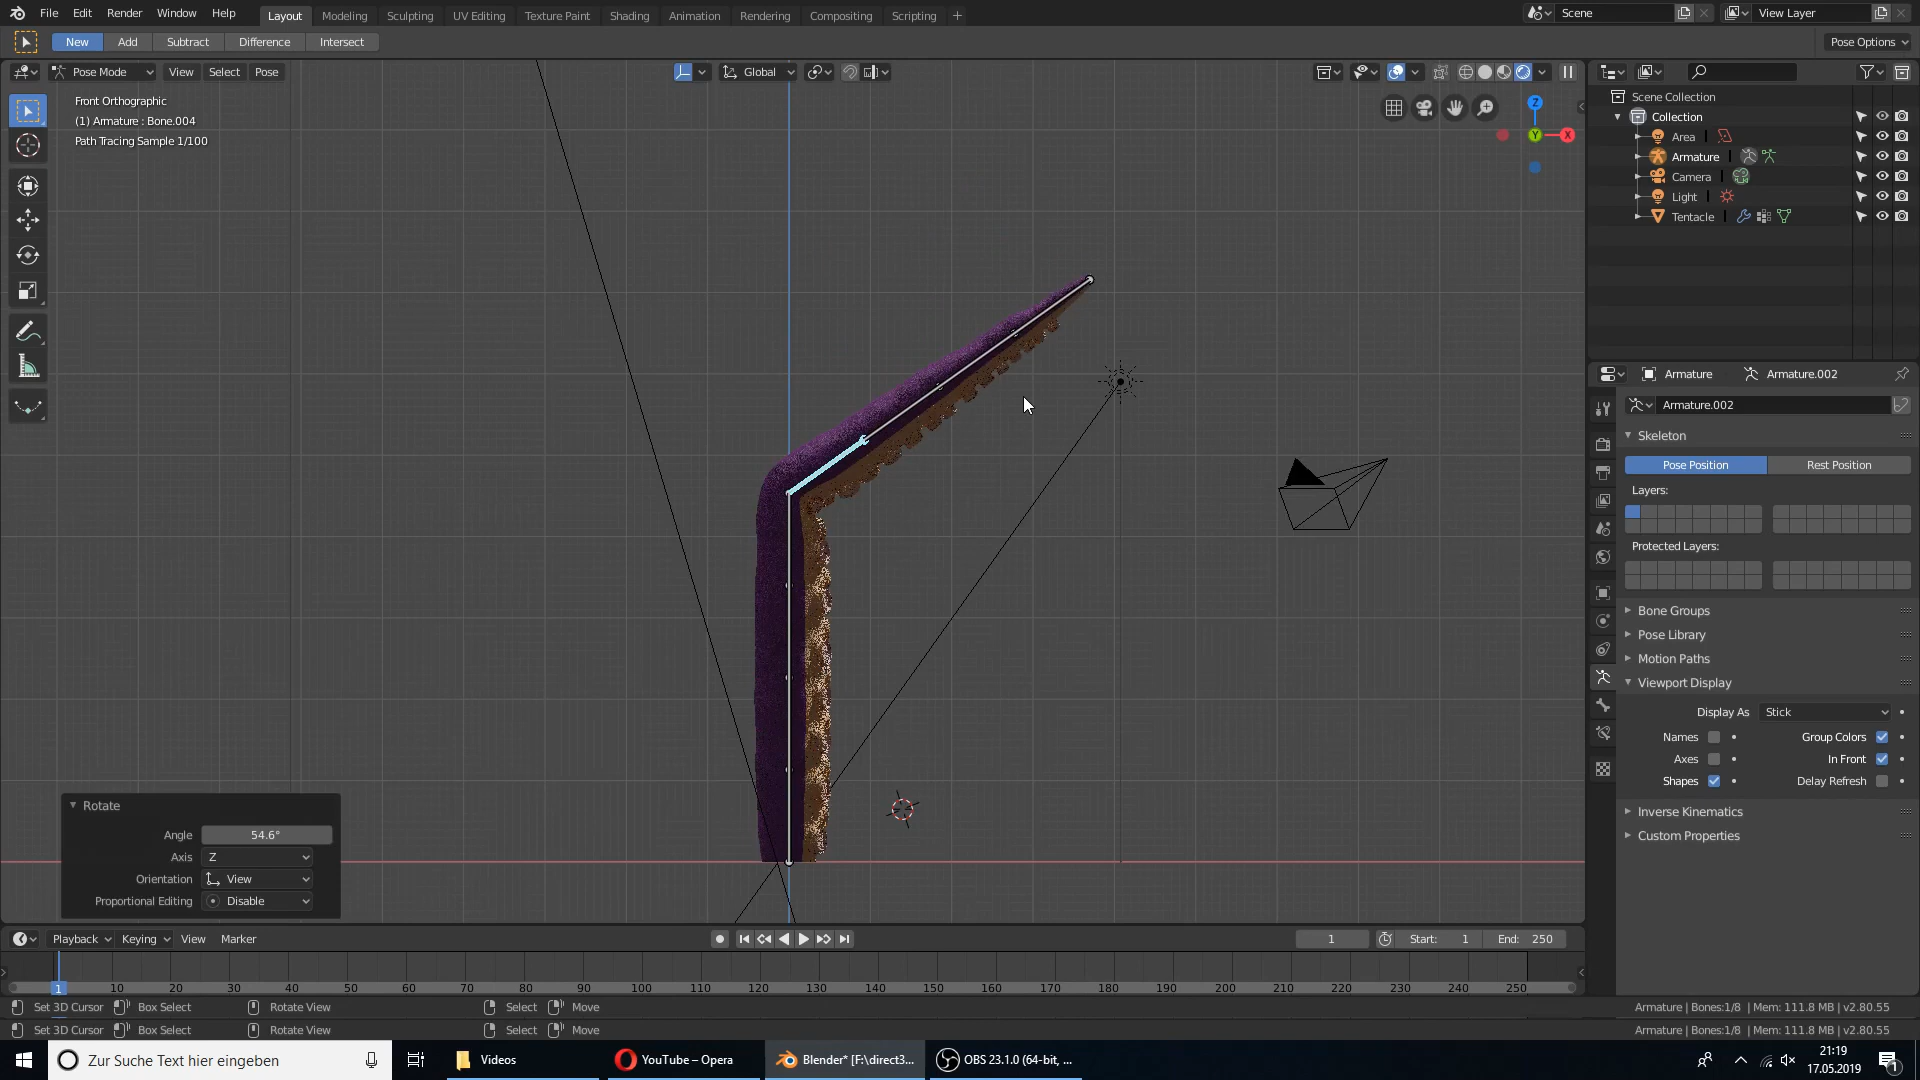 File Edit Render Window Help Layout Modeling Sculpting UV Editing Texture Paint Shading Animation Rendering Compositing Scripting + Scene View Layer
New Add Subtract Difference Intersect Pose Options
Pose Mode View Select Pose Global
Front Orthographic
(1) Armature : Bone.004
Path Tracing Sample 1/100
Z
Y
X
Scene Collection
Collection
Area
Armature
Camera
Light
Tentacle
Armature Armature.002
Armature.002
Skeleton
Pose Position Rest Position
Layers:
Protected Layers:
Bone Groups
Pose Library
Motion Paths
Viewport Display
Display As Stick
Names Group Colors
Axes In Front
Shapes Delay Refresh
Inverse Kinematics
Custom Properties
Rotate
Angle 54.6°
Axis Z
Orientation View
Proportional Editing Disable
Playback Keying View Marker 1 Start: 1 End: 250
1 10 20 30 40 50 60 70 80 90 100 110 120 130 140 150 160 170 180 190 200 210 220 230 240 250
Set 3D Cursor Box Select Rotate View Select Move Armature | Bones:1/8 | Mem: 111.8 MB | v2.80.55
Set 3D Cursor Box Select Rotate View Select Move Armature | Bones:1/8 | Mem: 111.8 MB | v2.80.55
Zur Suche Text hier eingeben Videos YouTube – Opera Blender* [F:\direct3... OBS 23.1.0 (64-bit, ... 21:19
17.05.2019 1